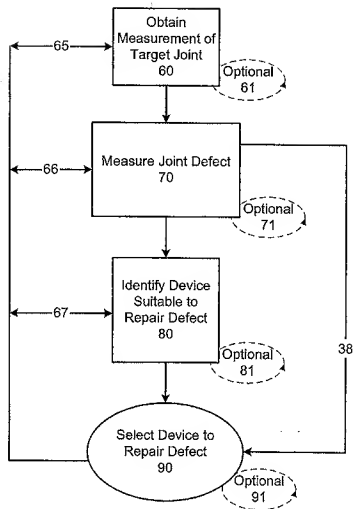 Obtain
Measurement of
Target Joint
60
65
Optional
61
Measure Joint Defect
70
66
Optional
71
Identify Device
Suitable to
Repair Defect
80
67
Optional
81
38
Select Device to
Repair Defect
90
Optional
91